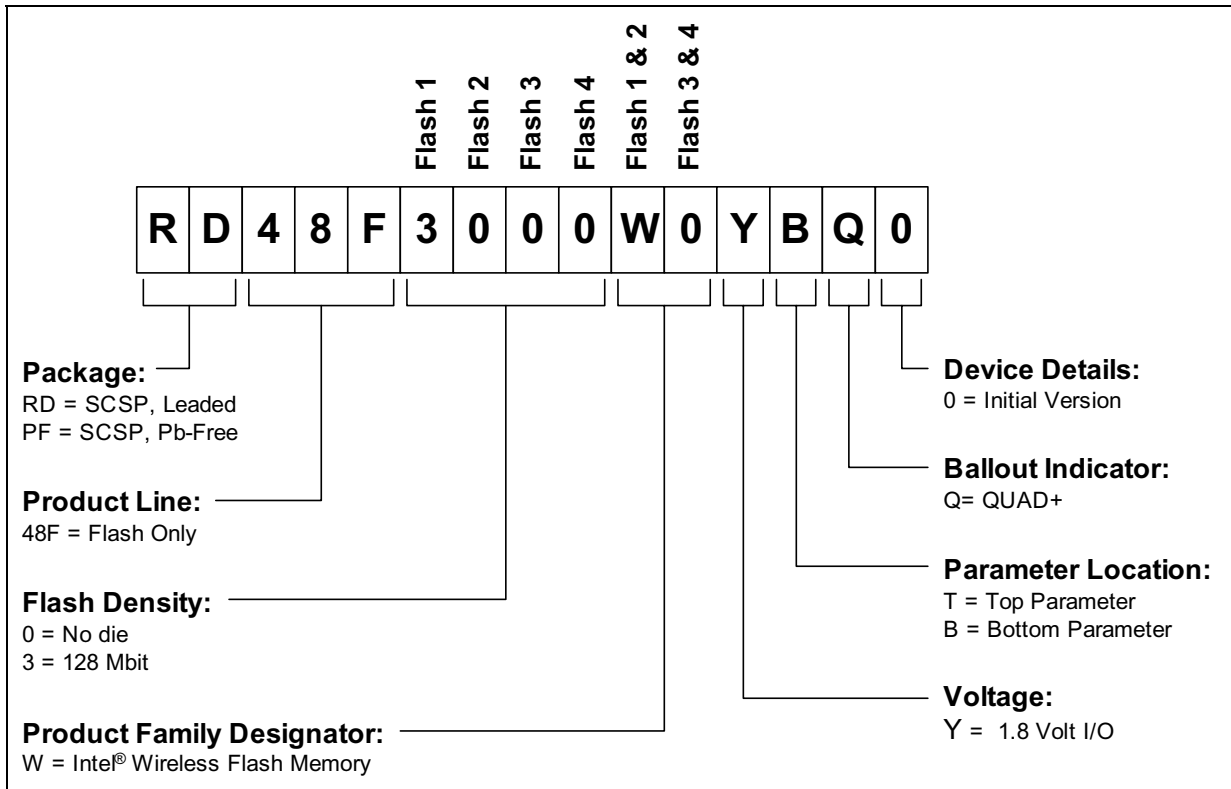 Flash 1
Flash 2
Flash 3
Flash 4
Flash 1 & 2
Flash 3 & 4
R D 4 8 F 3 0 0 0 W 0 Y B Q 0
Package:
RD = SCSP, Leaded
PF = SCSP, Pb-Free
Product Line:
48F = Flash Only
Flash Density:
0 = No die
3 = 128 Mbit
Product Family Designator:
W = Intel® Wireless Flash Memory
Device Details:
0 = Initial Version
Ballout Indicator:
Q= QUAD+
Parameter Location:
T = Top Parameter
B = Bottom Parameter
Voltage:
Y = 1.8 Volt I/O